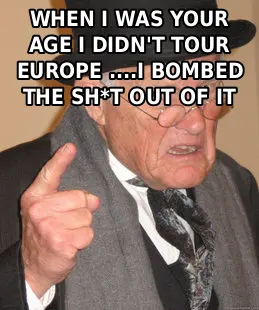 WHEN I WAS YOUR
AGE I DIDN'T TOUR
EUROPE ....I BOMBED
THE SH*T OUT OF IT